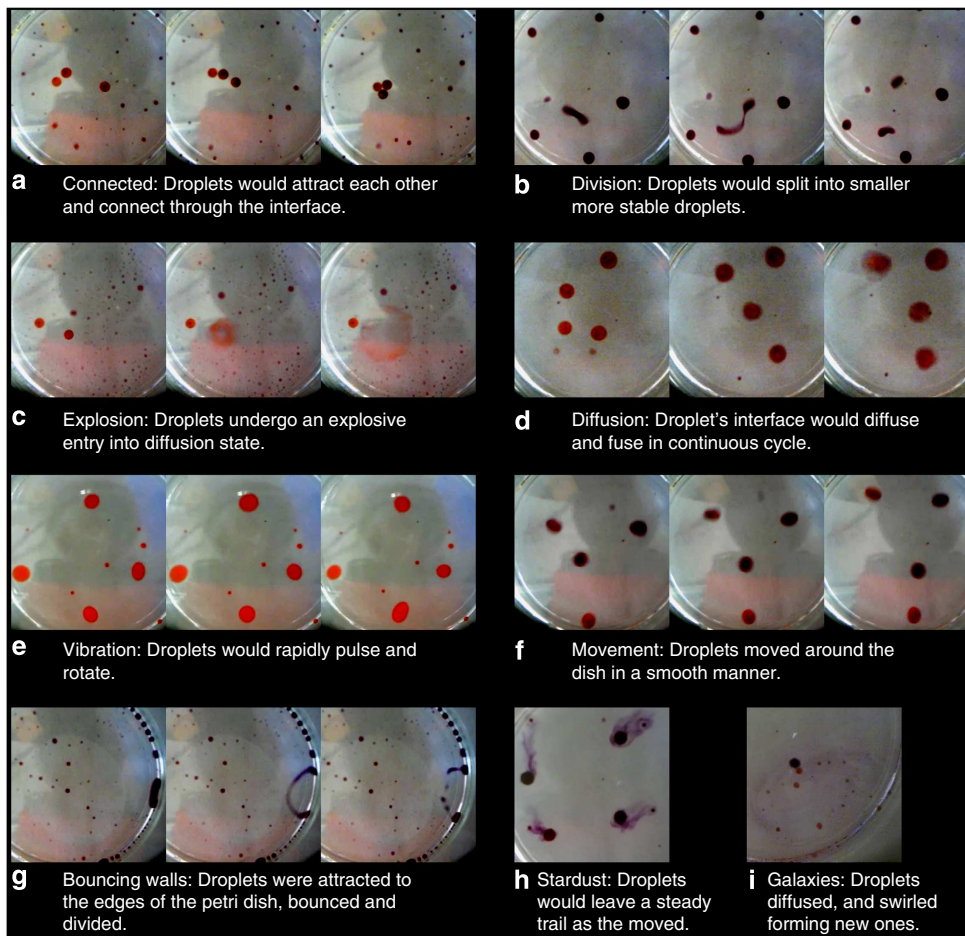 a Connected: Droplets would attract each other
and connect through the interface.
b Division: Droplets would split into smaller
more stable droplets.
c Explosion: Droplets undergo an explosive
entry into diffusion state.
d Diffusion: Droplet's interface would diffuse
and fuse in continuous cycle.
e Vibration: Droplets would rapidly pulse and
rotate.
f Movement: Droplets moved around the
dish in a smooth manner.
g Bouncing walls: Droplets were attracted to
the edges of the petri dish, bounced and
divided.
h Stardust: Droplets
would leave a steady
trail as the moved.
i Galaxies: Droplets
diffused, and swirled
forming new ones.